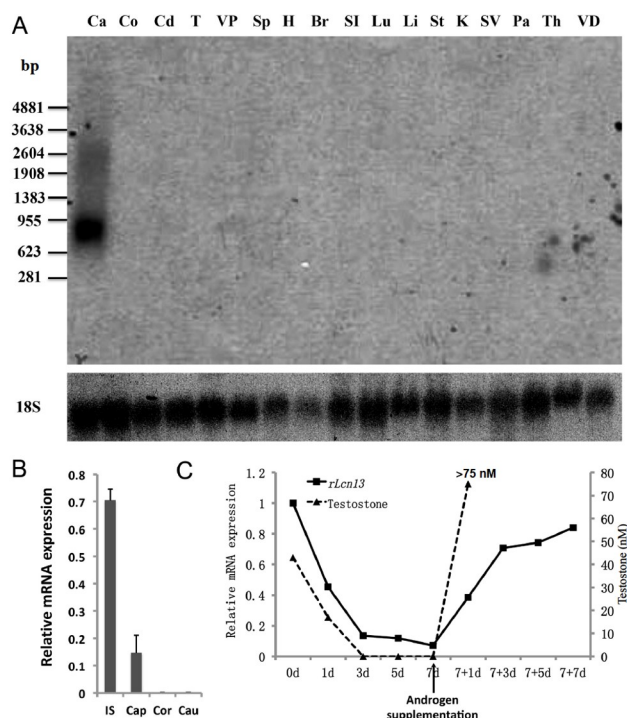 A
Ca Co Cd T VP Sp H Br SI Lu Li St K SV Pa Th VD
bp
4881
3638
2604
1908
1383
955
623
281
18S
B
Relative mRNA expression
0.8
0.7
0.6
0.5
0.4
0.3
0.2
0.1
0
IS Cap Cor Cau
C
Relative mRNA expression
1.2
1
0.8
0.6
0.4
0.2
0
rLcn13
Testostone
>75 nM
80
70
60
50
40
30
20
10
0
Testostone (nM)
0d 1d 3d 5d 7d 7+1d 7+3d 7+5d 7+7d
Androgen
supplementation